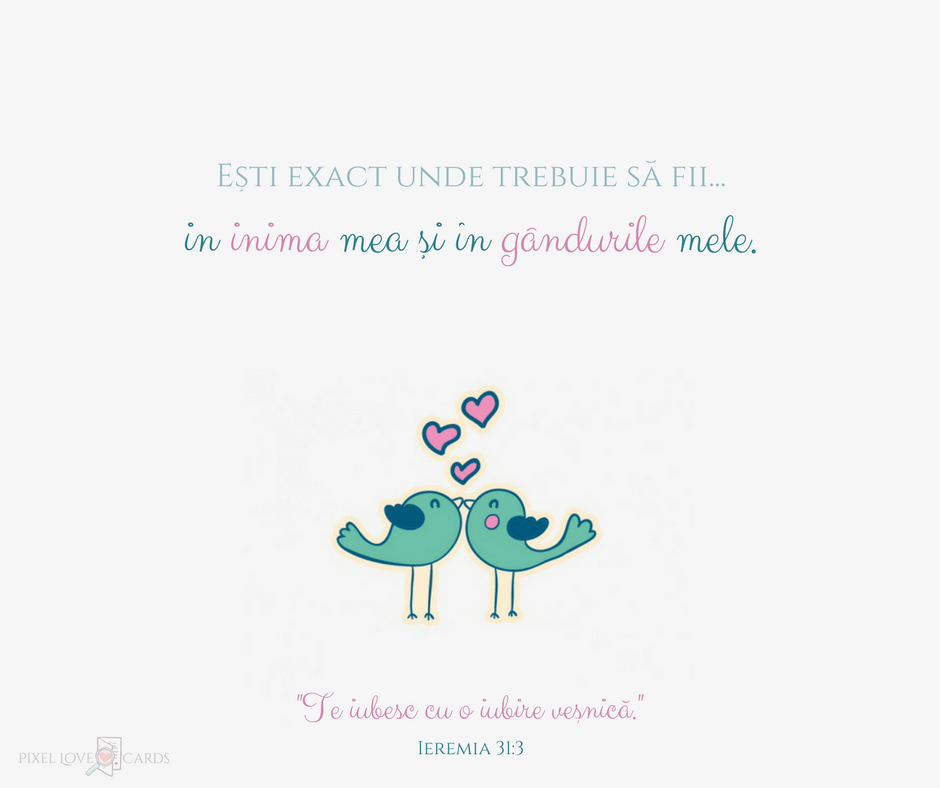 Ești exact unde trebuie să fii...
in inima mea și în gândurile mele.
"Te iubesc cu o iubire veșnică."
Ieremia 31:3
PIXEL LOVE CARDS